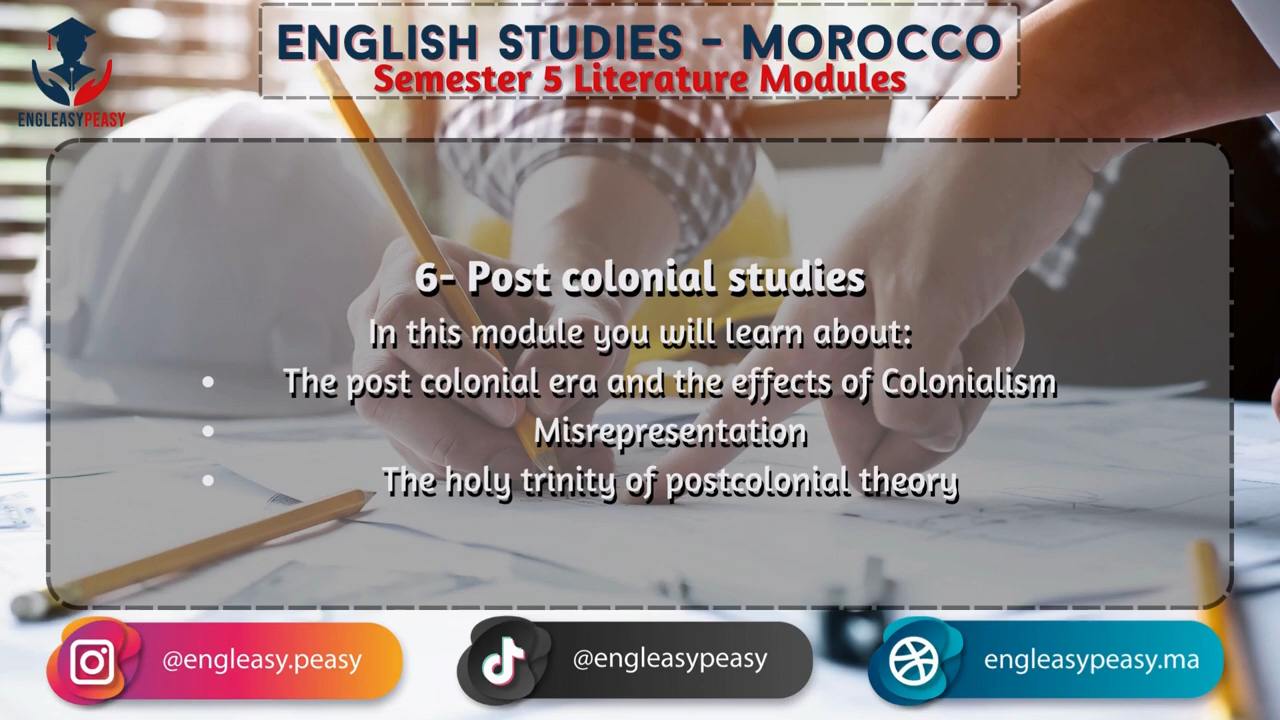 ENGLISH STUDIES - MOROCCO
Semester 5 Literature Modules
ENGLEASYPEASY
6- Post colonial studies
In this module you will learn about:
• The post colonial era and the effects of Colonialism
• Misrepresentation
• The holy trinity of postcolonial theory
@engleasy.peasy
@engleasypeasy
engleasypeasy.ma